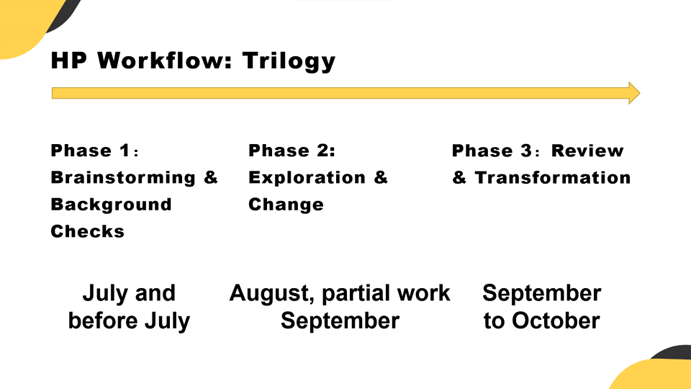 HP Workflow: Trilogy
Phase 1：
Brainstorming &
Background
Checks
Phase 2:
Exploration &
Change
Phase 3：Review
& Transformation
July and
before July
August, partial work
September
September
to October